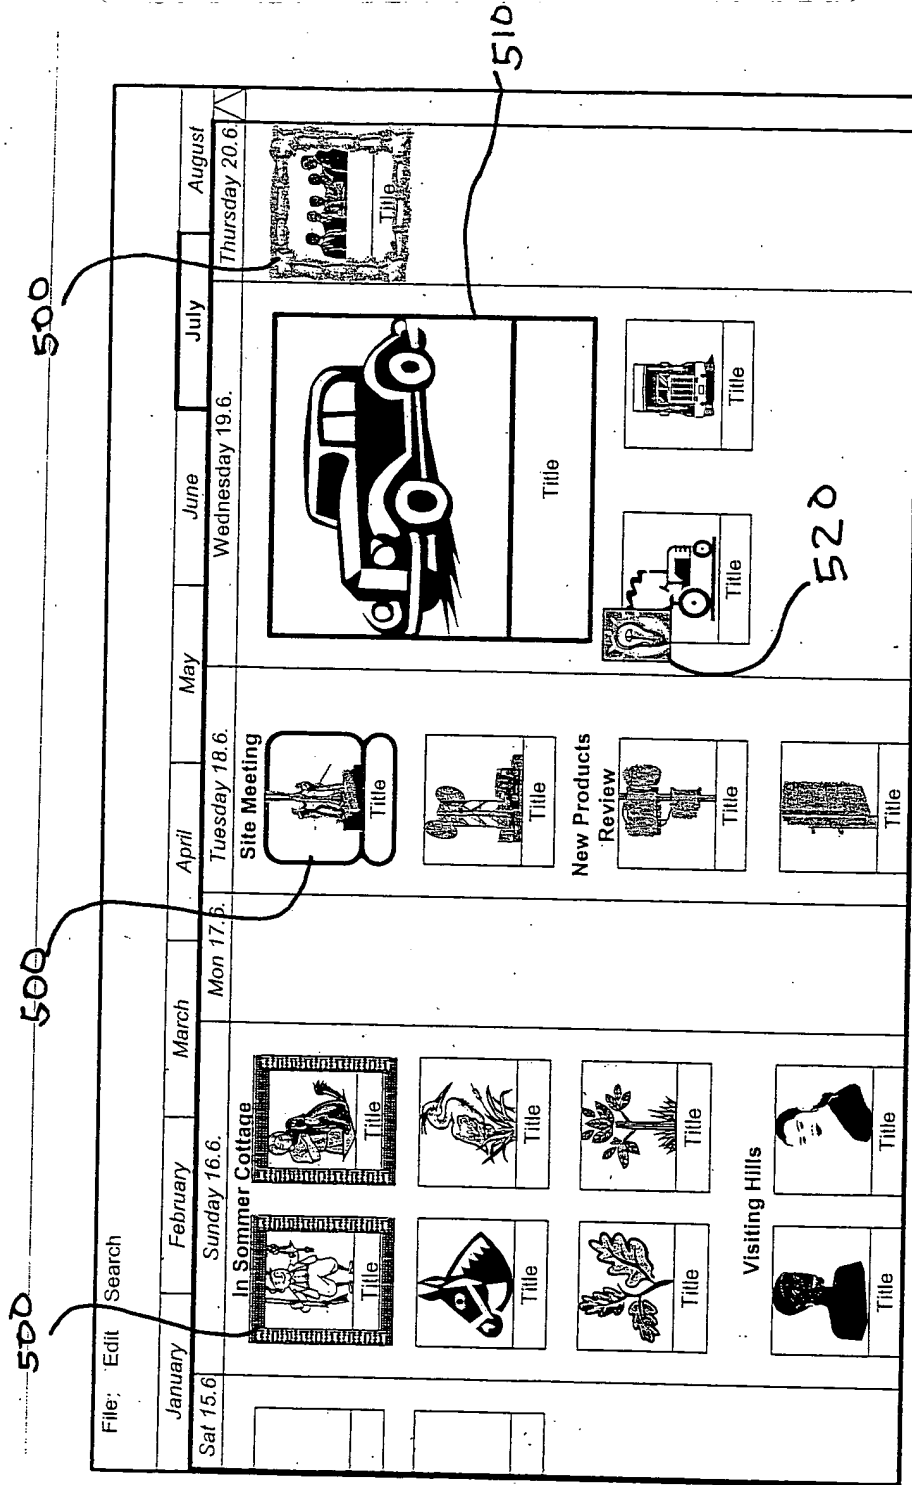 500
500
500
510
File: Edit Search
January February March April May June July August
Sat 15.6 Sunday 16.6. Mon 17.6. Tuesday 18.6. Wednesday 19.6. Thursday 20.6.
In Sommer Cottage
Site Meeting
Title Title Title Title
Title
Title Title Title
New Products
Review
Title Title Title Title Title
520
Visiting Hills
Title Title Title